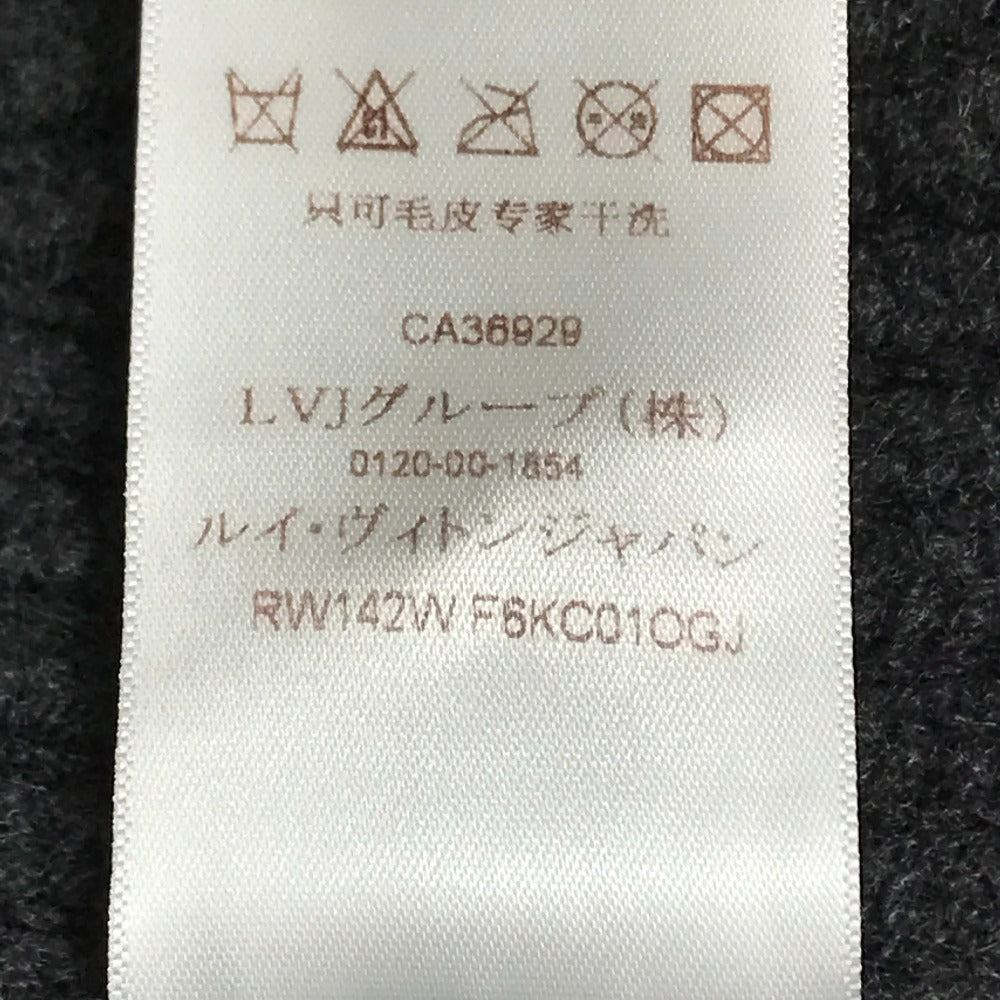 只可毛皮专家干洗
CA36929
LVJグループ(株)
0120-00-1854
ルイ・ヴィトンジャパン
RW142W F6KC01OGJ